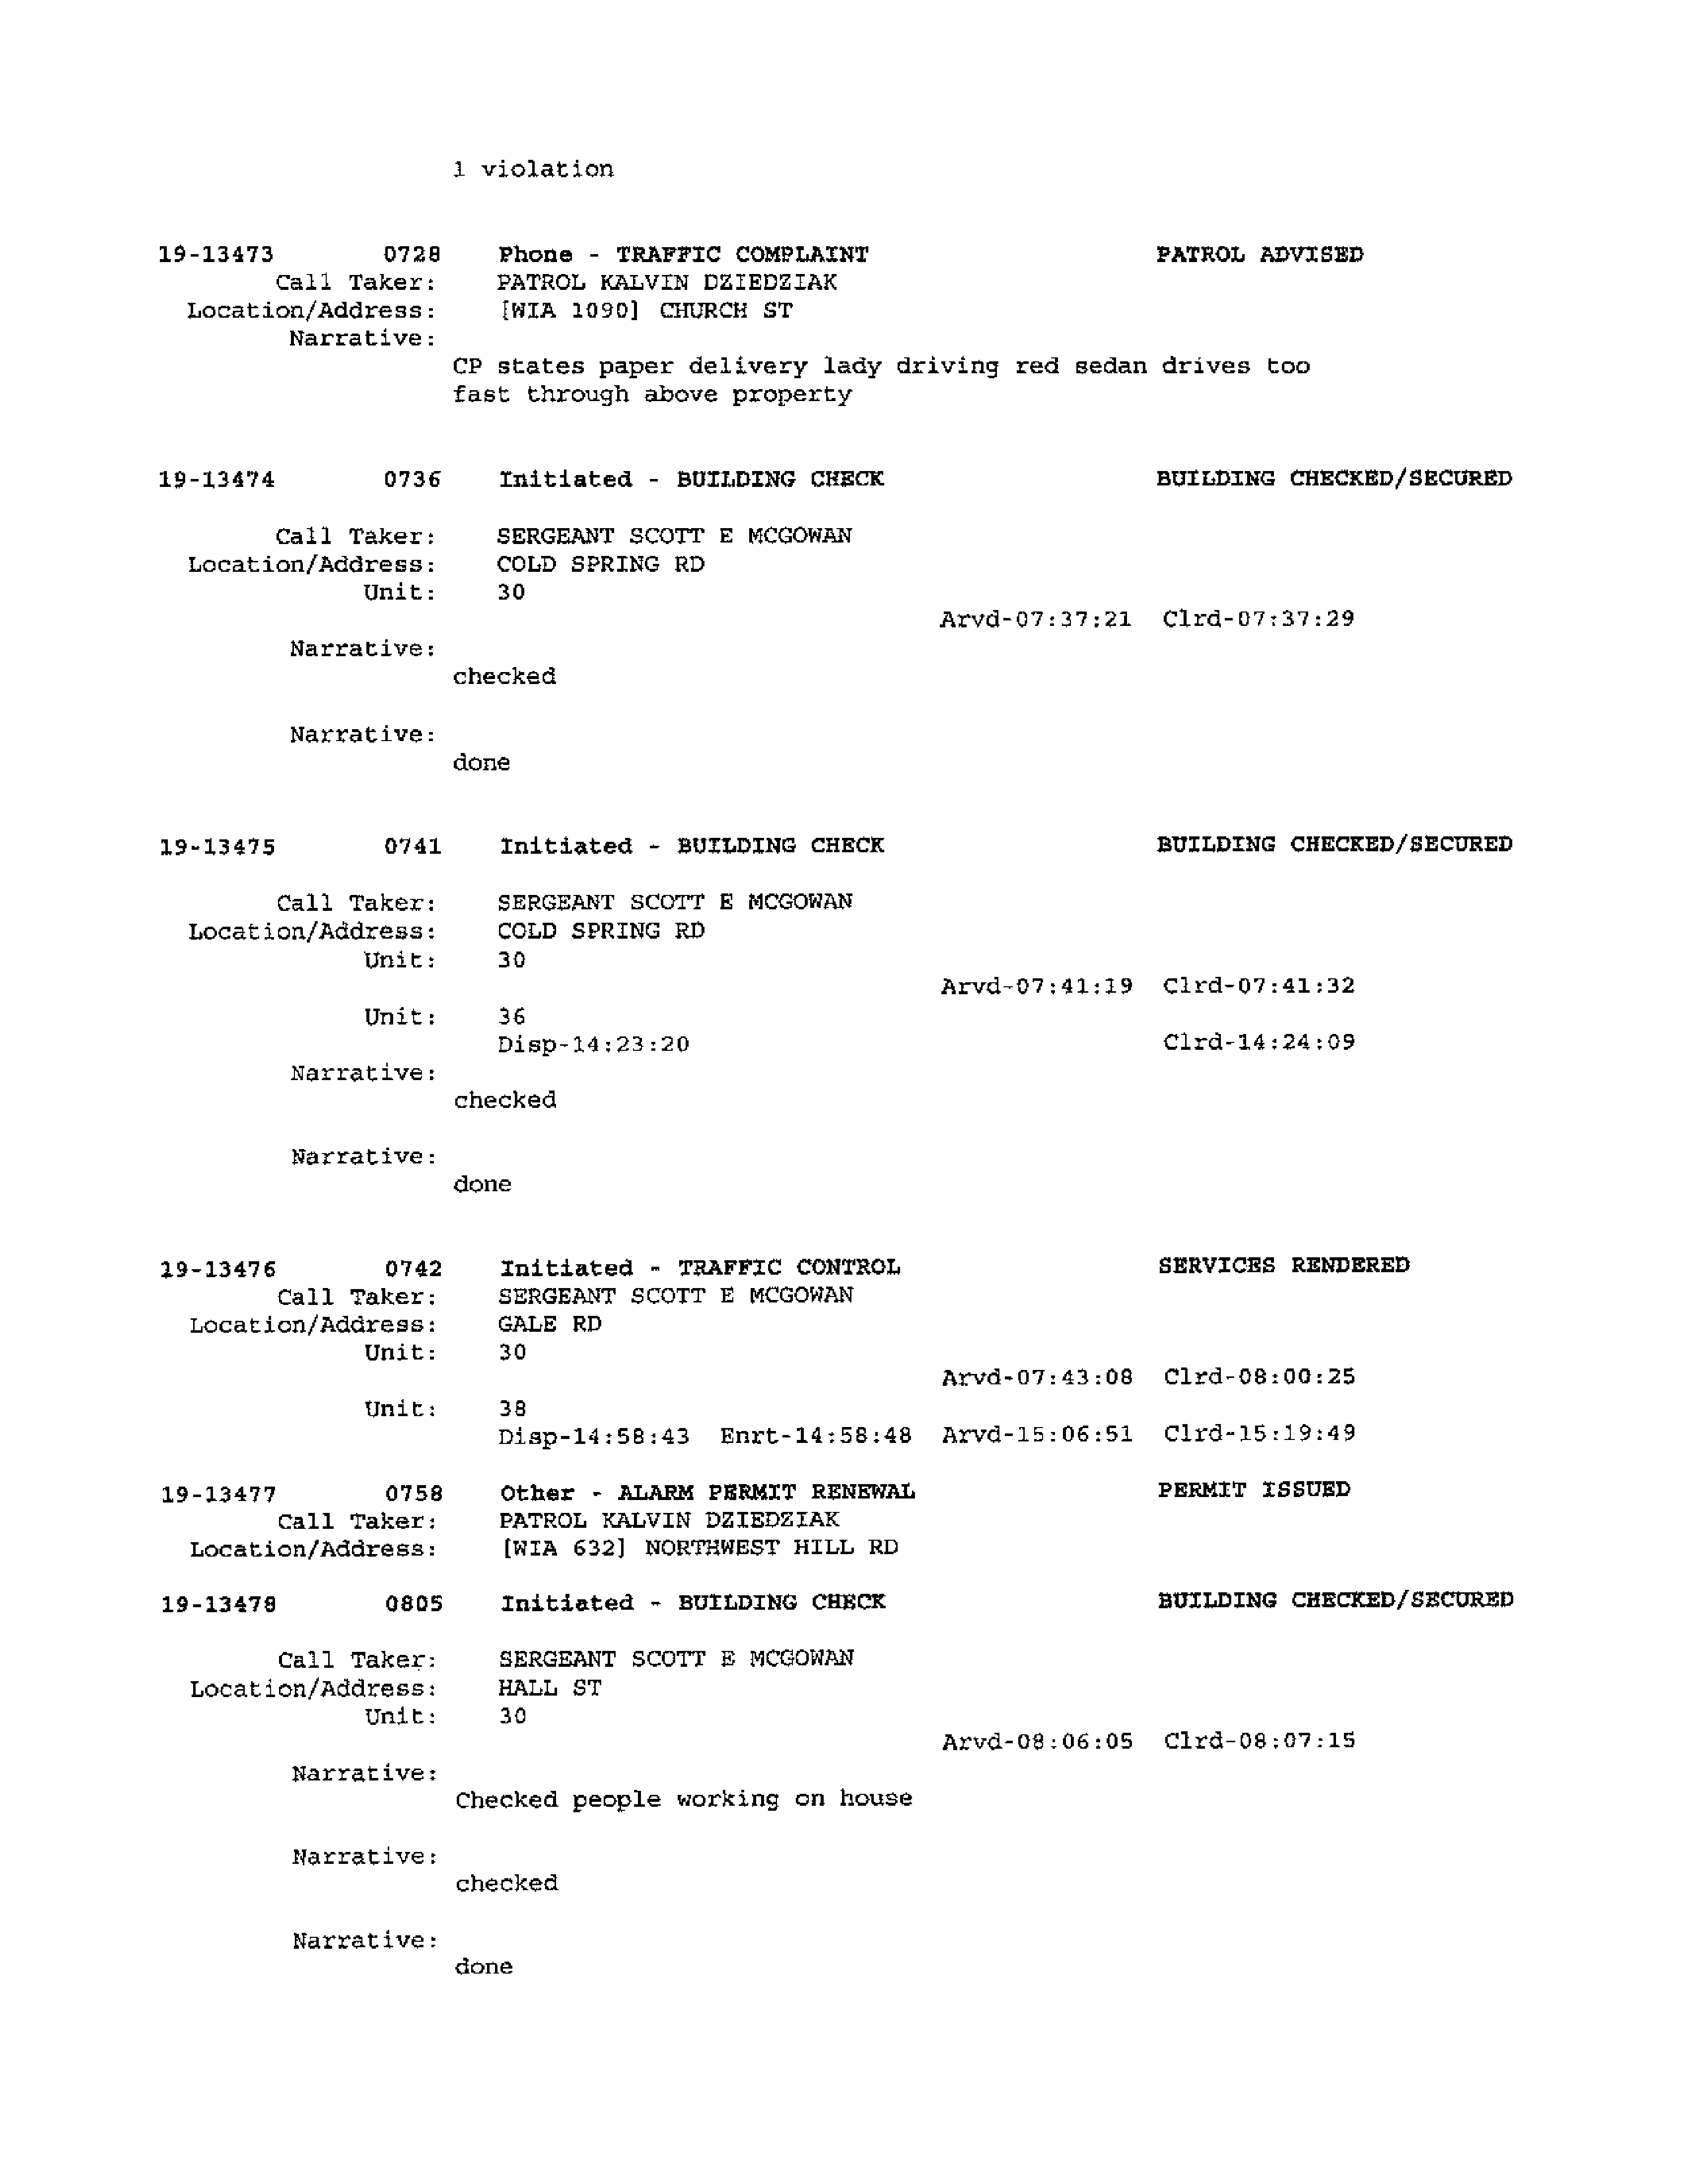 1 violation
19-13473 0728 Phone - TRAFFIC COMPLAINT PATROL ADVISED
Call Taker: PATROL KALVIN DZIEDZIAK
Location/Address: [WIA 1090] CHURCH ST
Narrative:
CP states paper delivery lady driving red sedan drives too
fast through above property
19-13474 0736 Initiated - BUILDING CHECK BUILDING CHECKED/SECURED
Call Taker: SERGEANT SCOTT E MCGOWAN
Location/Address: COLD SPRING RD
Unit: 30
Arvd-07:37:21 Clrd-07:37:29
Narrative:
checked
Narrative:
done
19-13475 0741 Initiated - BUILDING CHECK BUILDING CHECKED/SECURED
Call Taker: SERGEANT SCOTT E MCGOWAN
Location/Address: COLD SPRING RD
Unit: 30
Arvd-07:41:19 Clrd-07:41:32
Unit: 36
Disp-14:23:20 Clrd-14:24:09
Narrative:
checked
Narrative:
done
19-13476 0742 Initiated - TRAFFIC CONTROL SERVICES RENDERED
Call Taker: SERGEANT SCOTT E MCGOWAN
Location/Address: GALE RD
Unit: 30
Arvd-07:43:08 Clrd-08:00:25
Unit: 38
Disp-14:58:43 Enrt-14:58:48 Arvd-15:06:51 Clrd-15:19:49
19-13477 0758 Other - ALARM PERMIT RENEWAL PERMIT ISSUED
Call Taker: PATROL KALVIN DZIEDZIAK
Location/Address: [WIA 632] NORTHWEST HILL RD
19-13478 0805 Initiated - BUILDING CHECK BUILDING CHECKED/SECURED
Call Taker: SERGEANT SCOTT E MCGOWAN
Location/Address: HALL ST
Unit: 30
Arvd-08:06:05 Clrd-08:07:15
Narrative:
Checked people working on house
Narrative:
checked
Narrative:
done